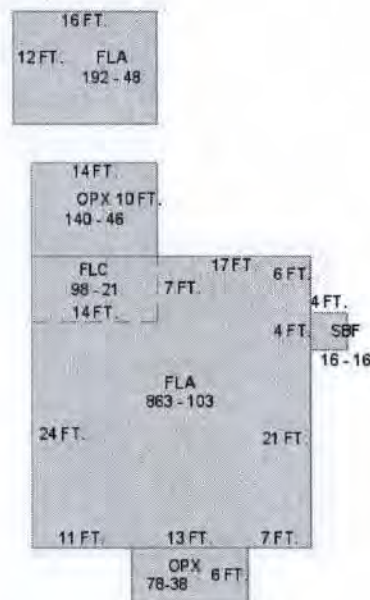 16 FT.
12 FT. FLA
192 - 48
14 FT.
OPX 10 FT.
140 - 46
17 FT.
6 FT.
FLC
98 - 21
7 FT.
14 FT.
4 FT.
4 FT. SBF
16 - 16
FLA
863 - 103
24 FT.
21 FT.
11 FT. 13 FT. 7 FT.
OPX
78-38 6 FT.